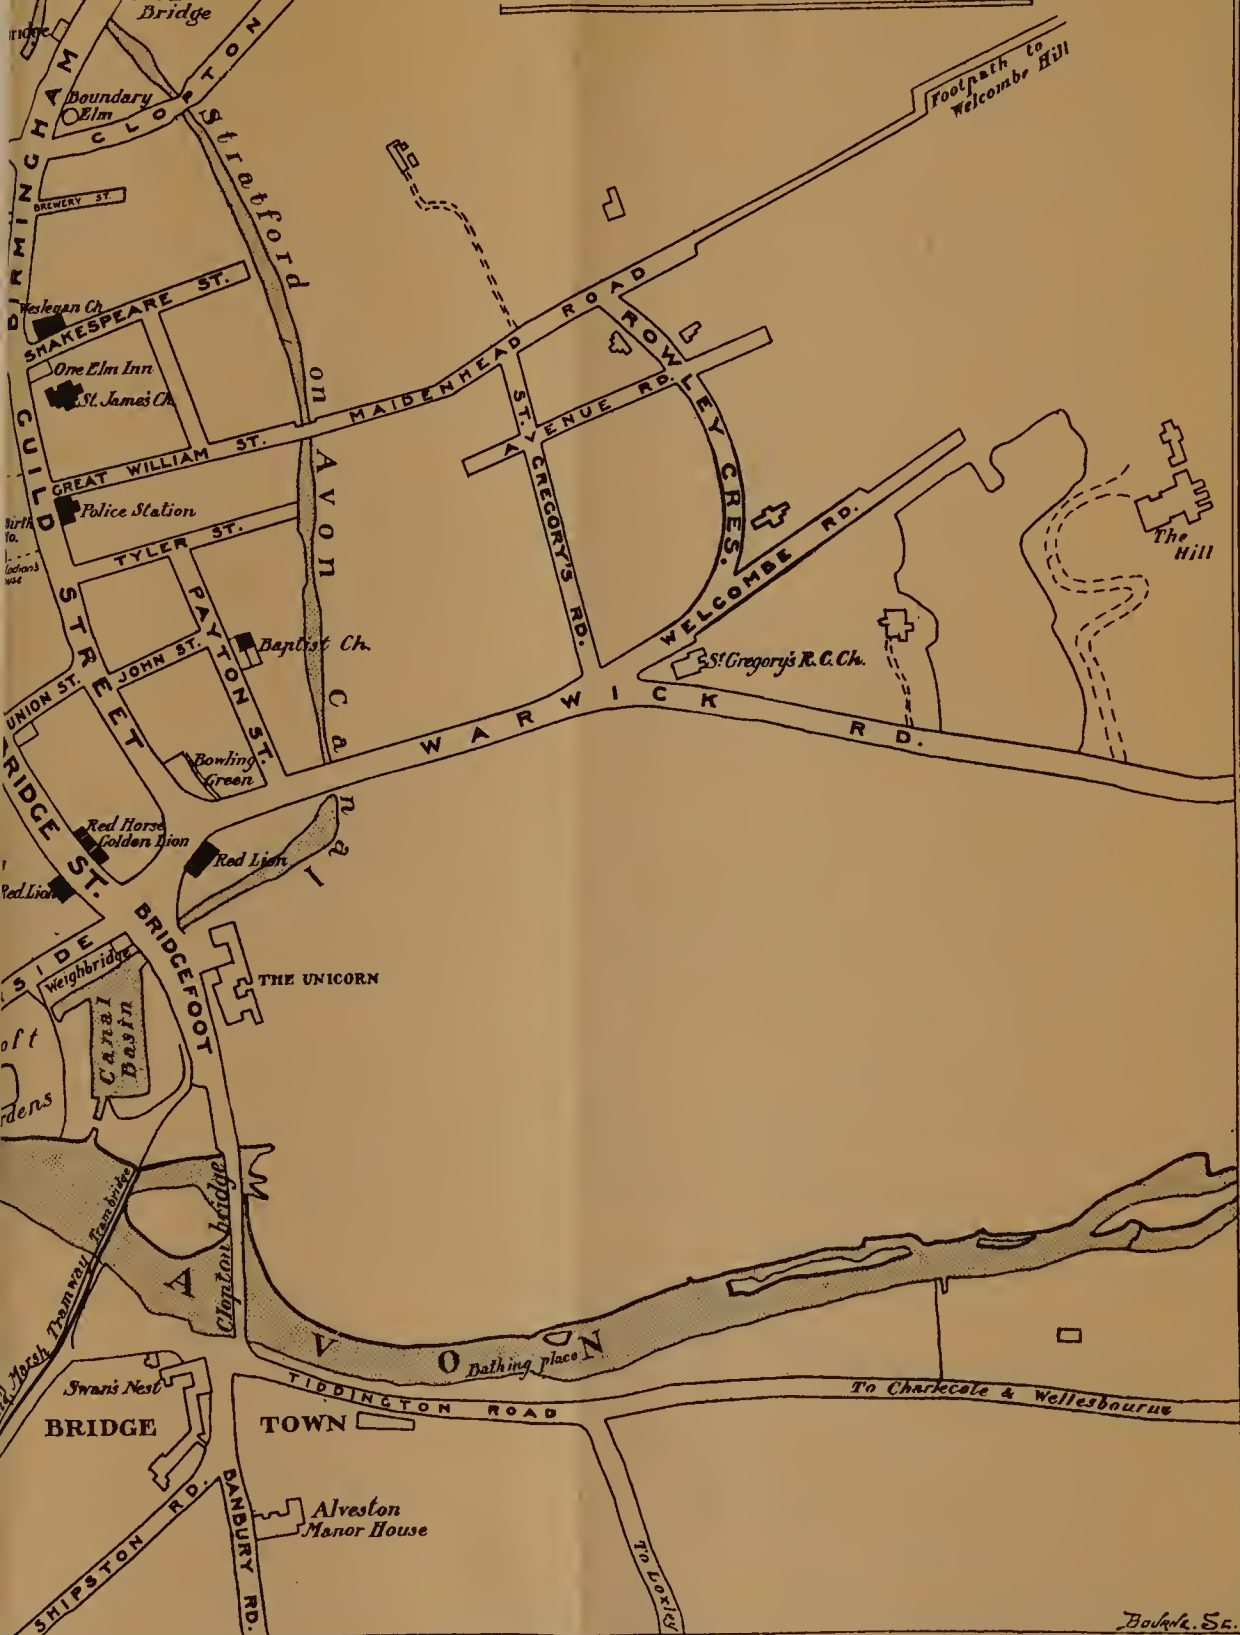 Bridge
Footpath to
Welcombe Hill
BIRMINGHAM
Boundary
Elm
CLOPTON
Stratford on Avon Canal
BREWERY ST.
Wesleyan Ch.
SHAKESPEARE ST.
One Elm Inn
St. James's Ch.
GUILD STREET
MAIDENHEAD ROAD
ROWLEY CRES.
AVENUE RD.
ST. GREGORY'S RD.
GREAT WILLIAM ST.
Police Station
TYLER ST.
PAYTON ST.
WELCOMBE RD.
The
Hill
JOHN ST.
Baptist Ch.
St Gregory's R.C. Ch.
UNION ST.
WARWICK RD.
Bowling
Green
BRIDGE ST.
Red Horse
Golden Lion
Red Lion
Red Lion
BRIDGEFOOT
SIDE
Weighbridge
THE UNICORN
Canal
Basin
oft
rdens
Clopton bridge
Marsh Tramway Trambridge
AVON
Bathing place
Swan's Nest
TIDDINGTON ROAD
To Charlecote & Wellesbourne
BRIDGE TOWN
SHIPSTON RD.
BANBURY RD.
Alveston
Manor House
To Loxley
BOURNE. SC.